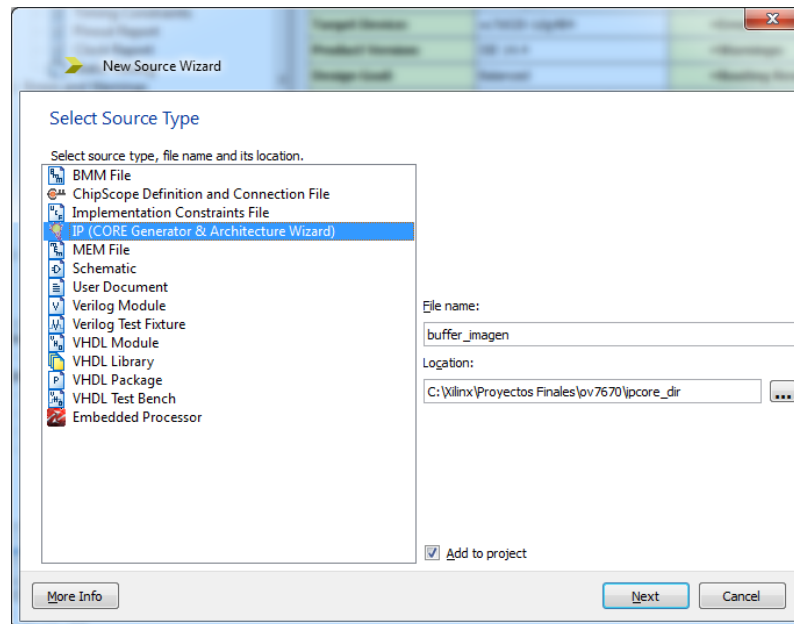 New Source Wizard
Select Source Type
Select source type, file name and its location.
BMM File
ChipScope Definition and Connection File
Implementation Constraints File
IP (CORE Generator & Architecture Wizard)
MEM File
Schematic
User Document
Verilog Module
Verilog Test Fixture
VHDL Module
VHDL Library
VHDL Package
VHDL Test Bench
Embedded Processor
File name:
buffer_imagen
Location:
C:\Xilinx\Proyectos Finales\ov7670\ipcore_dir
...
Add to project
More Info
Next
Cancel